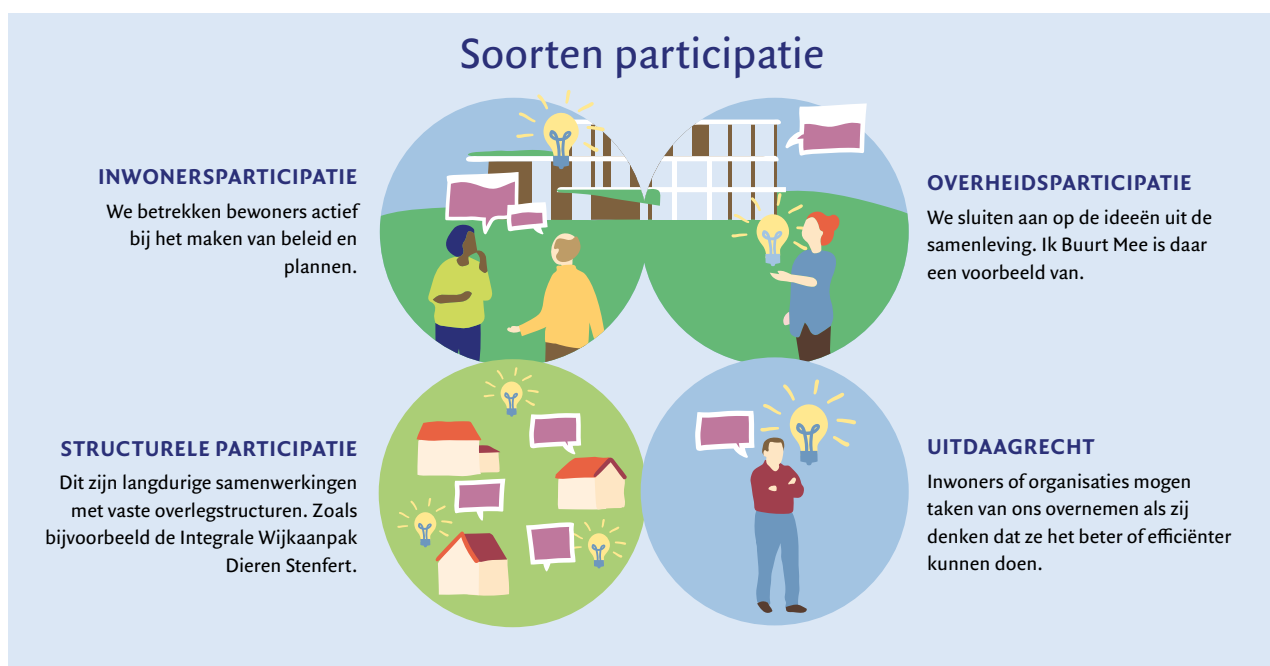 Soorten participatie
INWONERSPARTICIPATIE
We betrekken bewoners actief
bij het maken van beleid en
plannen.
OVERHEIDSPARTICIPATIE
We sluiten aan op de ideeën uit de
samenleving. Ik Buurt Mee is daar
een voorbeeld van.
STRUCTURELE PARTICIPATIE
Dit zijn langdurige samenwerkingen
met vaste overlegstructuren. Zoals
bijvoorbeeld de Integrale Wijkaanpak
Dieren Stenfert.
UITDAAGRECHT
Inwoners of organisaties mogen
taken van ons overnemen als zij
denken dat ze het beter of efficiënter
kunnen doen.